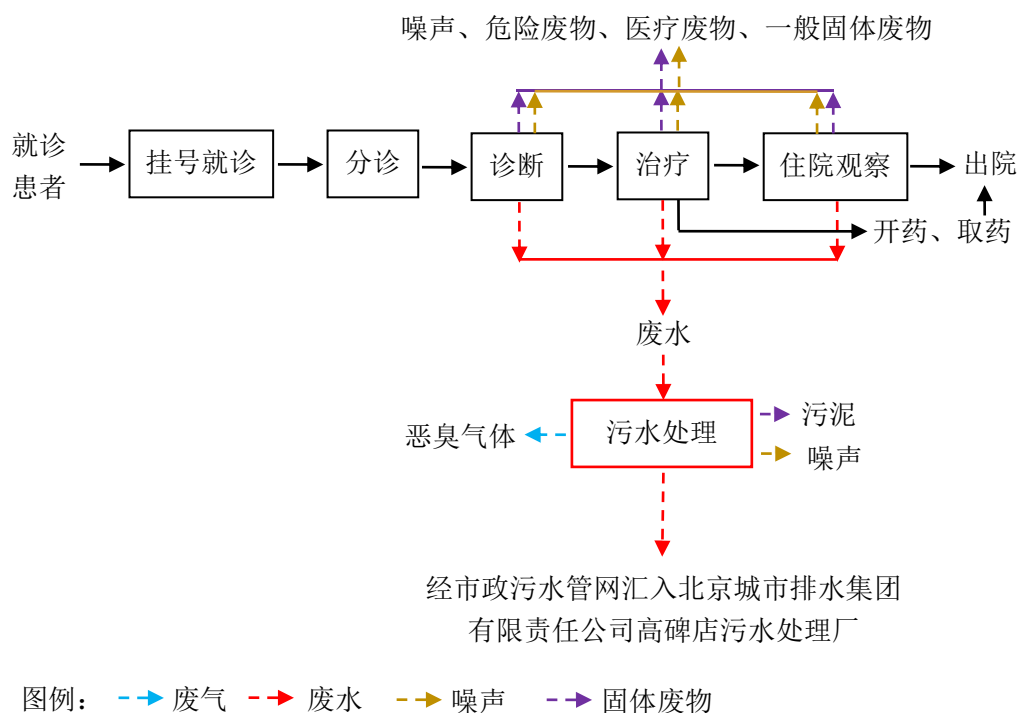 噪声、危险废物、医疗废物、一般固体废物
就诊
患者
挂号就诊
分诊
诊断
治疗
住院观察
出院
开药、取药
废水
污水处理
恶臭气体
污泥
噪声
经市政污水管网汇入北京城市排水集团
有限责任公司高碑店污水处理厂
图例： 废气 废水 噪声 固体废物